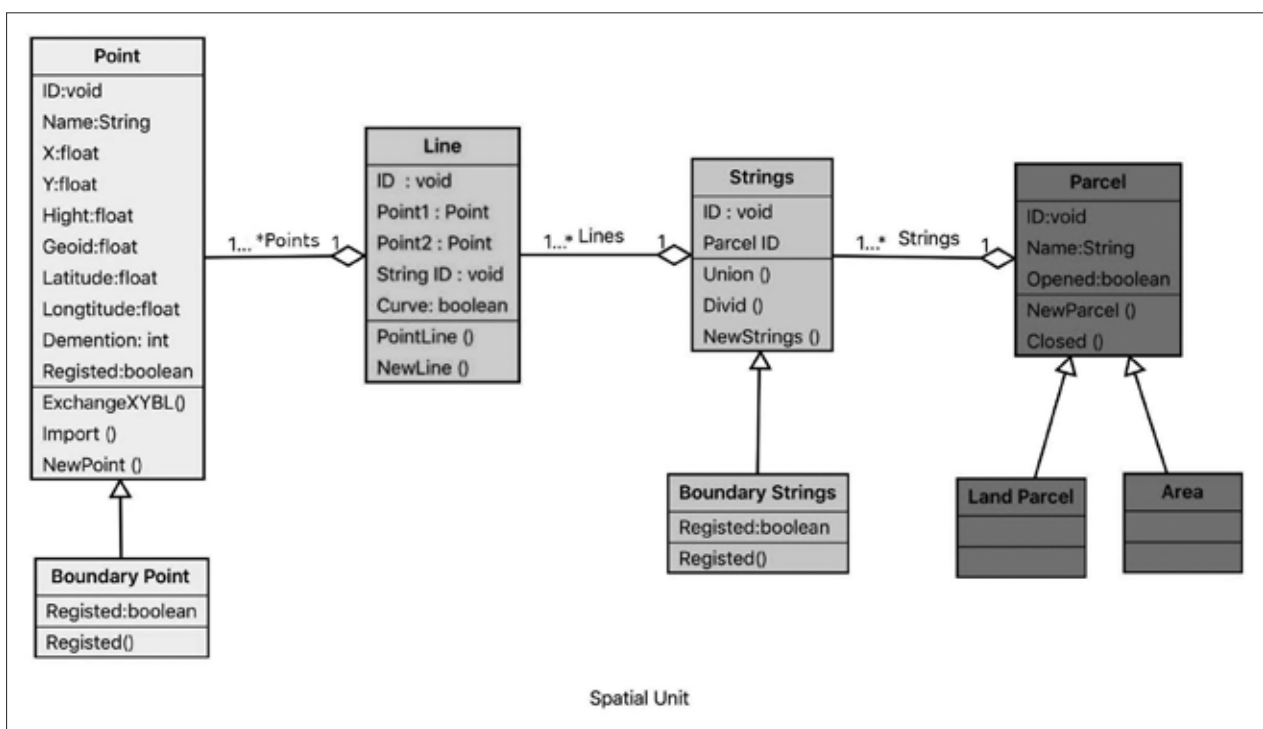 Point
ID:void
Name:String
X:float
Y:float
Hight:float
Geoid:float
Latitude:float
Longtitude:float
Demention: int
Registed:boolean
ExchangeXYBL()
Import ()
NewPoint ()
Boundary Point
Registed:boolean
Registed()
1... *Points 1
Line
ID : void
Point1 : Point
Point2 : Point
String ID : void
Curve: boolean
PointLine ()
NewLine ()
1...* Lines 1
Strings
ID : void
Parcel ID
Union ()
Divid ()
NewStrings ()
Boundary Strings
Registed:boolean
Registed()
1...* Strings 1
Parcel
ID:void
Name:String
Opened:boolean
NewParcel ()
Closed ()
Land Parcel
Area
Spatial Unit